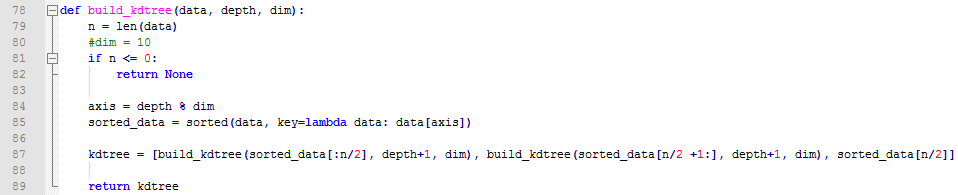 78 def build_kdtree(data, depth, dim):
79     n = len(data)
80     #dim = 10
81     if n <= 0:
82         return None
83
84     axis = depth % dim
85     sorted_data = sorted(data, key=lambda data: data[axis])
86
87     kdtree = [build_kdtree(sorted_data[:n/2], depth+1, dim), build_kdtree(sorted_data[n/2 +1:], depth+1, dim), sorted_data[n/2]]
88
89     return kdtree